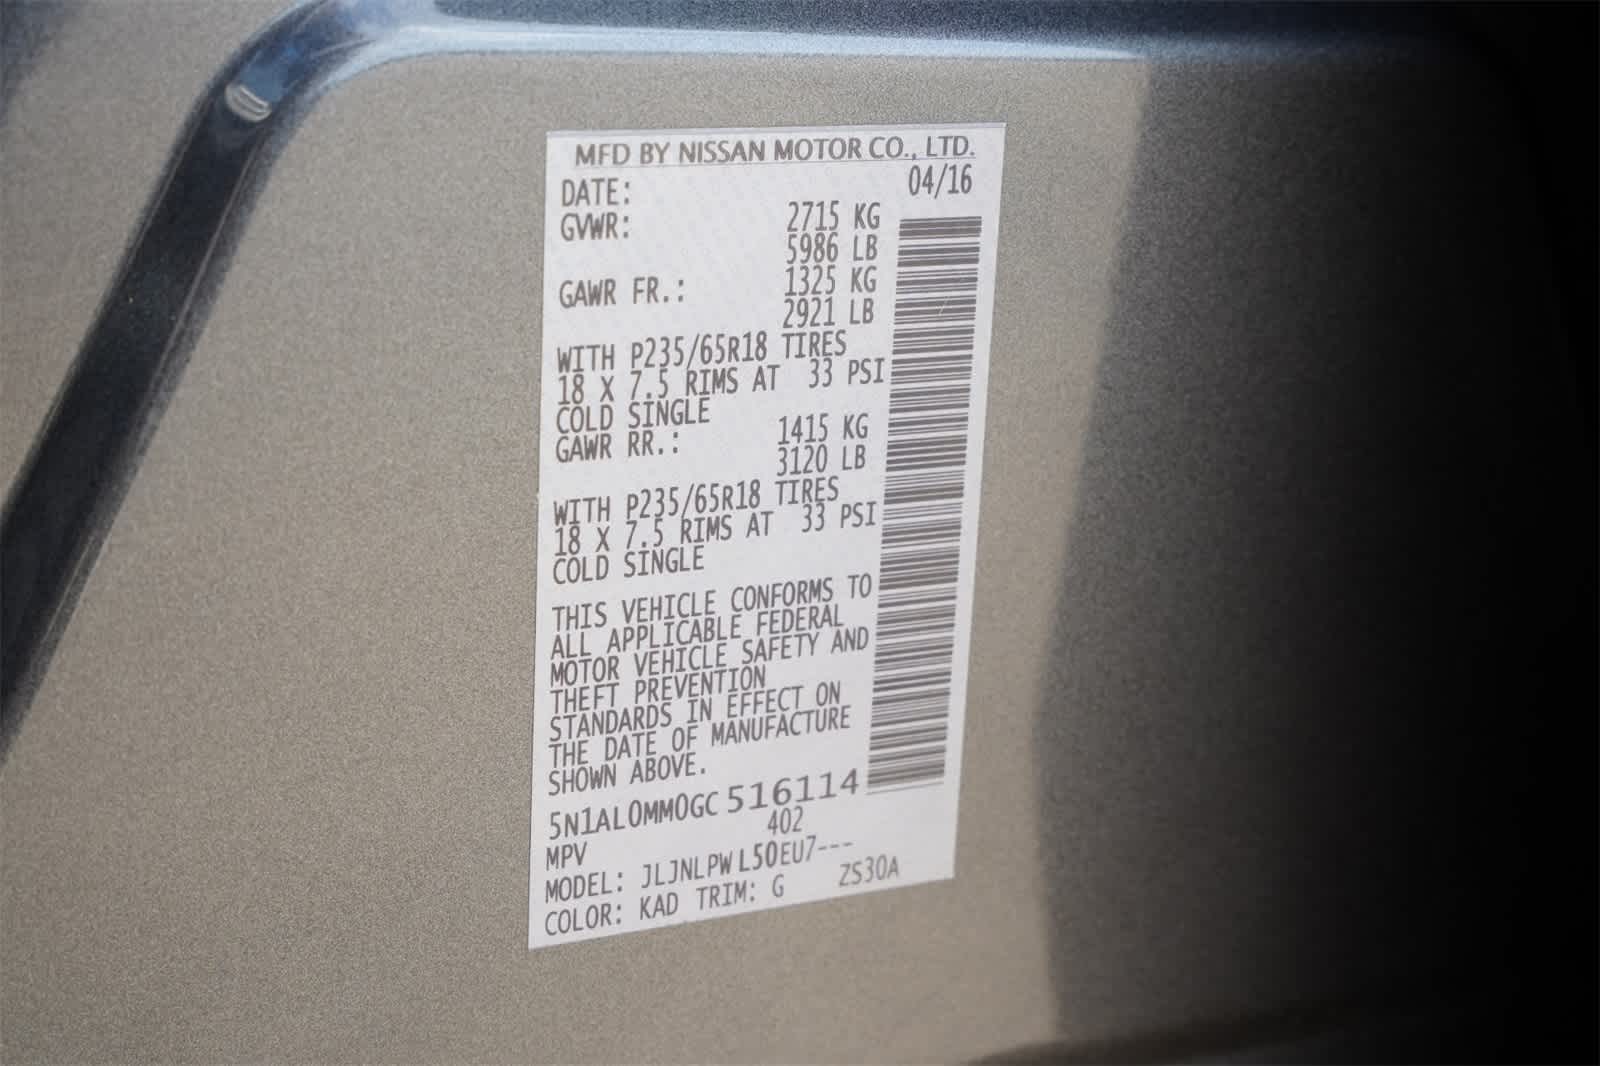 MFD BY NISSAN MOTOR CO., LTD.
DATE: 04/16
GVWR: 2715 KG
5986 LB
GAWR FR.: 1325 KG
2921 LB
WITH P235/65R18 TIRES
18 X 7.5 RIMS AT 33 PSI
COLD SINGLE
GAWR RR.: 1415 KG
3120 LB
WITH P235/65R18 TIRES
18 X 7.5 RIMS AT 33 PSI
COLD SINGLE
THIS VEHICLE CONFORMS TO
ALL APPLICABLE FEDERAL
MOTOR VEHICLE SAFETY AND
THEFT PREVENTION
STANDARDS IN EFFECT ON
THE DATE OF MANUFACTURE
SHOWN ABOVE.
5N1AL0MM0GC 516114
MPV 402
MODEL: JLJNLPW L50EU7---
COLOR: KAD TRIM: G ZS30A